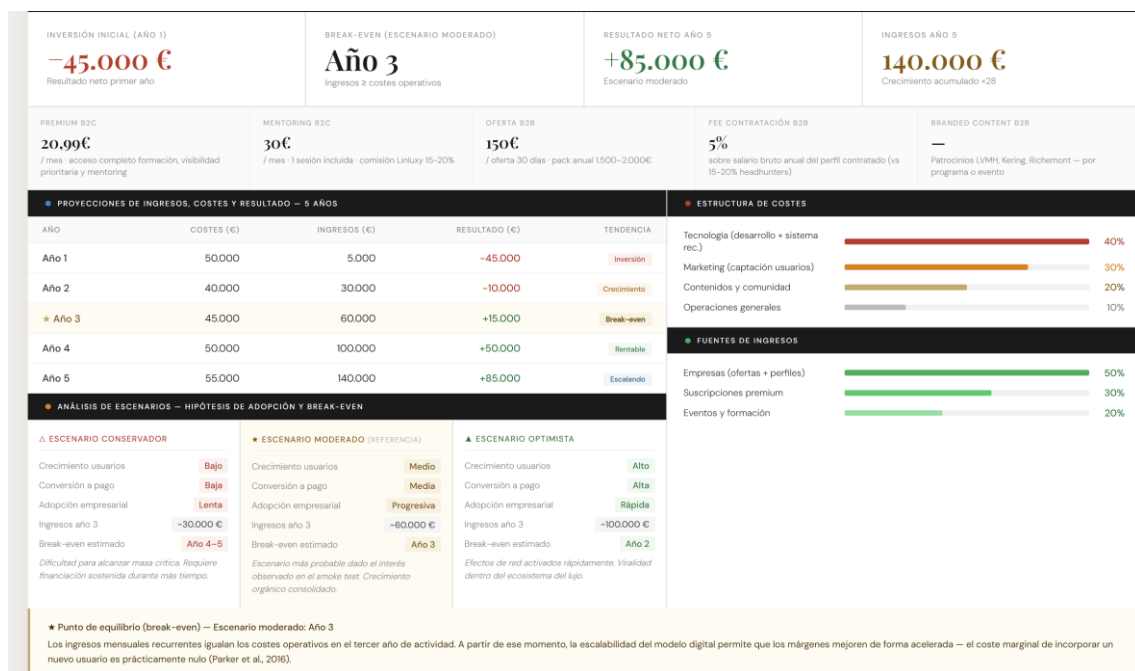 INVERSIÓN INICIAL (AÑO 1)
−45.000 €
Resultado neto primer año
BREAK-EVEN (ESCENARIO MODERADO)
Año 3
Ingresos ≥ costes operativos
RESULTADO NETO AÑO 5
+85.000 €
Escenario moderado
INGRESOS AÑO 5
140.000 €
Crecimiento acumulado ×28
PREMIUM B2C
20,99€
/ mes · acceso completo formación, visibilidad
prioritaria y mentoring
MENTORING B2C
30€
/ mes · 1 sesión incluida · comisión Linluxy 15-20%
OFERTA B2B
150€
/ oferta 30 días · pack anual 1.500–2.000€
FEE CONTRATACIÓN B2B
5%
sobre salario bruto anual del perfil contratado (vs
15-20% headhunters)
BRANDED CONTENT B2B
—
Patrocinios LVMH, Kering, Richemont — por
programa o evento
PROYECCIONES DE INGRESOS, COSTES Y RESULTADO — 5 AÑOS
AÑO COSTES (€) INGRESOS (€) RESULTADO (€) TENDENCIA
Año 1 50.000 5.000 −45.000 Inversión
Año 2 40.000 30.000 −10.000 Crecimiento
★ Año 3 45.000 60.000 +15.000 Break-even
Año 4 50.000 100.000 +50.000 Rentable
Año 5 55.000 140.000 +85.000 Escalando
ESTRUCTURA DE COSTES
Tecnología (desarrollo + sistema
rec.) 40%
Marketing (captación usuarios) 30%
Contenidos y comunidad 20%
Operaciones generales 10%
FUENTES DE INGRESOS
Empresas (ofertas + perfiles) 50%
Suscripciones premium 30%
Eventos y formación 20%
ANÁLISIS DE ESCENARIOS — HIPÓTESIS DE ADOPCIÓN Y BREAK-EVEN
△ ESCENARIO CONSERVADOR
Crecimiento usuarios Bajo
Conversión a pago Baja
Adopción empresarial Lenta
Ingresos año 3 ~30.000 €
Break-even estimado Año 4–5
Dificultad para alcanzar masa crítica. Requiere
financiación sostenida durante más tiempo.
★ ESCENARIO MODERADO (REFERENCIA)
Crecimiento usuarios Medio
Conversión a pago Media
Adopción empresarial Progresiva
Ingresos año 3 ~60.000 €
Break-even estimado Año 3
Escenario más probable dado el interés
observado en el smoke test. Crecimiento
orgánico consolidado.
▲ ESCENARIO OPTIMISTA
Crecimiento usuarios Alto
Conversión a pago Alta
Adopción empresarial Rápida
Ingresos año 3 ~100.000 €
Break-even estimado Año 2
Efectos de red activados rápidamente. Viralidad
dentro del ecosistema del lujo.
★ Punto de equilibrio (break-even) — Escenario moderado: Año 3
Los ingresos mensuales recurrentes igualan los costes operativos en el tercer año de actividad. A partir de ese momento, la escalabilidad del modelo digital permite que los márgenes mejoren de forma acelerada — el coste marginal de incorporar un
nuevo usuario es prácticamente nulo (Parker et al., 2016).